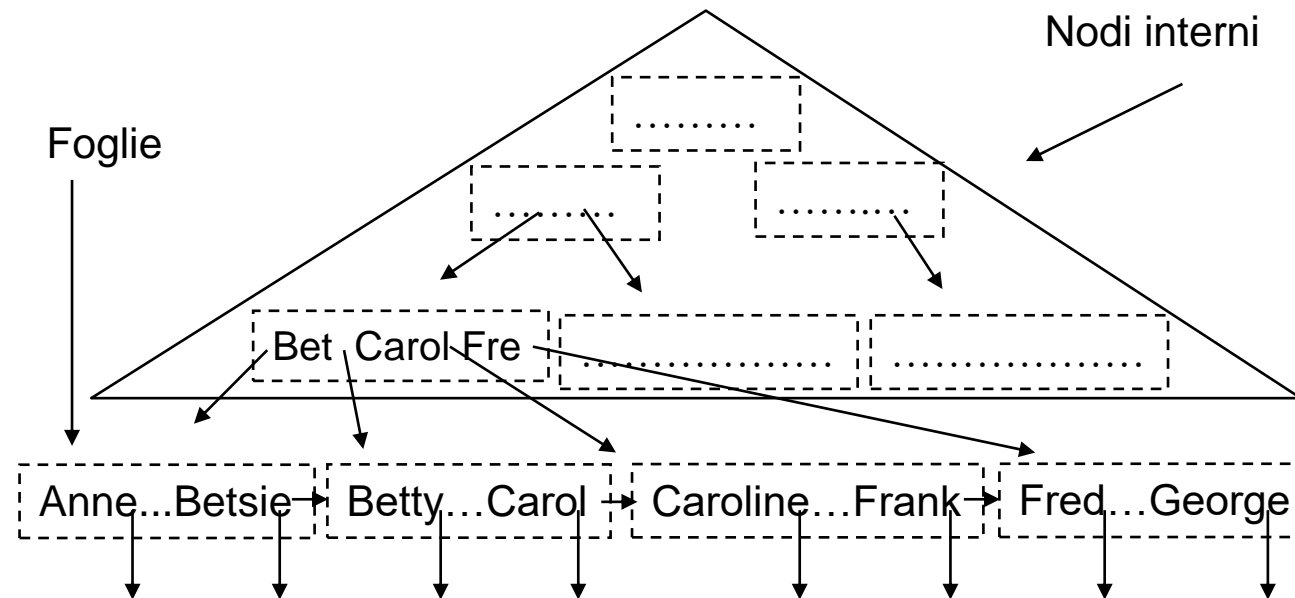 Nodi interni
.........
Foglie
.........
..........
Bet Carol Fre
.................
.................
Anne...Betsie
Betty…Carol
Caroline…Frank
Fred…George